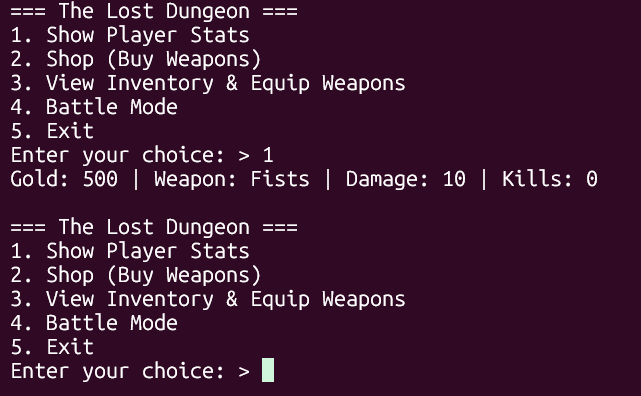 === The Lost Dungeon ===
1. Show Player Stats
2. Shop (Buy Weapons)
3. View Inventory & Equip Weapons
4. Battle Mode
5. Exit
Enter your choice: > 1
Gold: 500 | Weapon: Fists | Damage: 10 | Kills: 0

=== The Lost Dungeon ===
1. Show Player Stats
2. Shop (Buy Weapons)
3. View Inventory & Equip Weapons
4. Battle Mode
5. Exit
Enter your choice: >